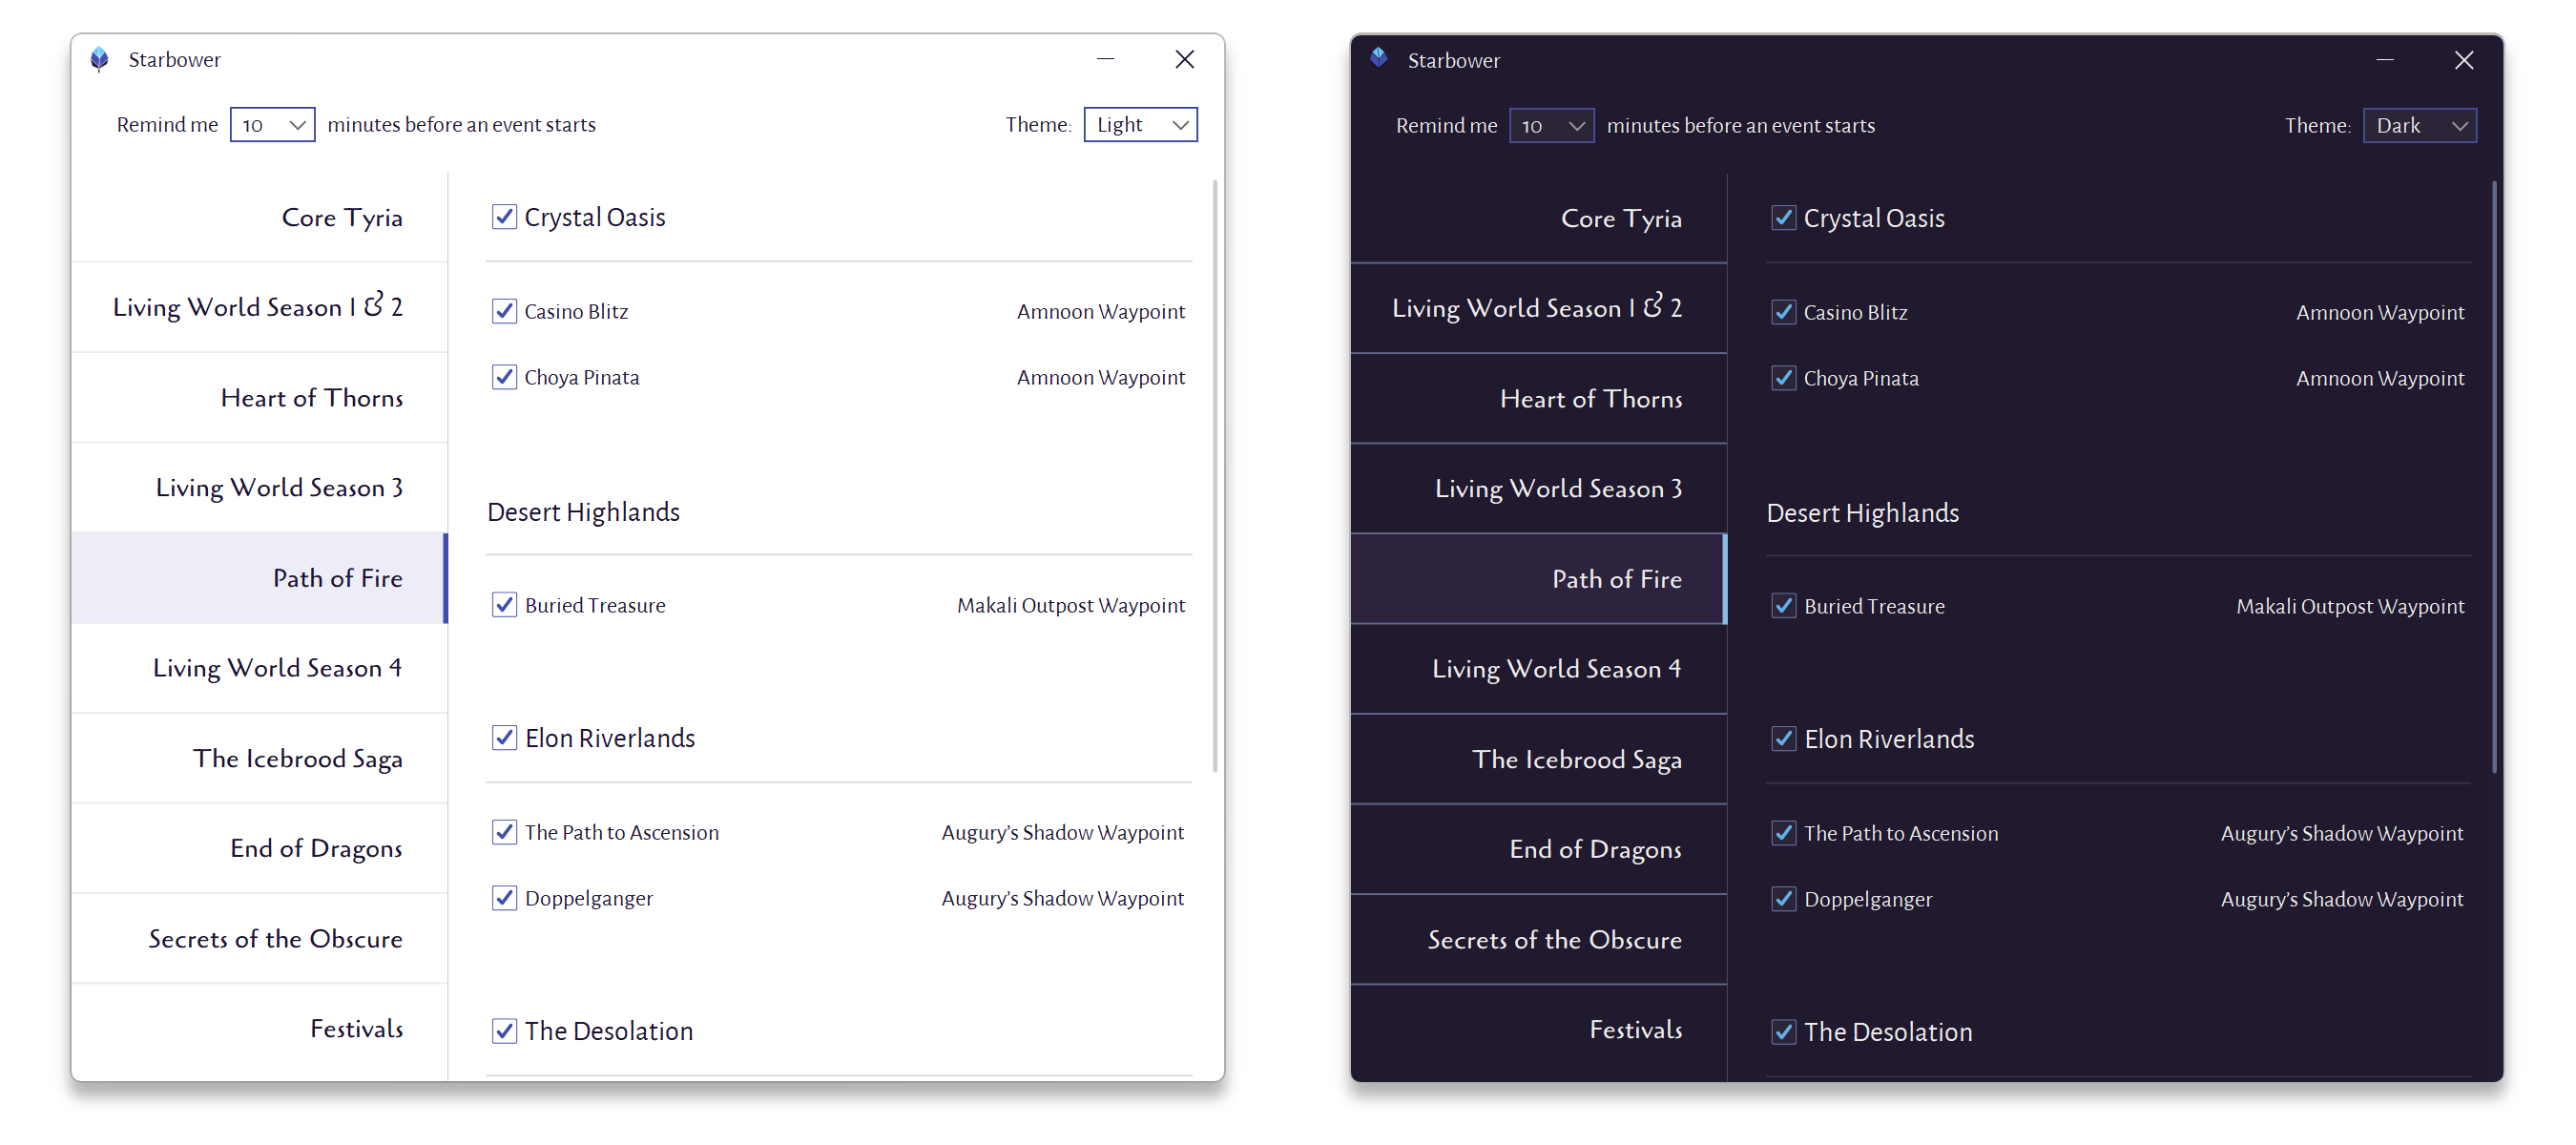 Starbower
Remind me 10 minutes before an event starts
Theme: Light
Core Tyria
Living World Season 1 & 2
Heart of Thorns
Living World Season 3
Path of Fire
Living World Season 4
The Icebrood Saga
End of Dragons
Secrets of the Obscure
Festivals
Crystal Oasis
Casino Blitz Amnoon Waypoint
Choya Pinata Amnoon Waypoint
Desert Highlands
Buried Treasure Makali Outpost Waypoint
Elon Riverlands
The Path to Ascension Augury’s Shadow Waypoint
Doppelganger Augury’s Shadow Waypoint
The Desolation
Starbower
Remind me 10 minutes before an event starts
Theme: Dark
Core Tyria
Living World Season 1 & 2
Heart of Thorns
Living World Season 3
Path of Fire
Living World Season 4
The Icebrood Saga
End of Dragons
Secrets of the Obscure
Festivals
Crystal Oasis
Casino Blitz Amnoon Waypoint
Choya Pinata Amnoon Waypoint
Desert Highlands
Buried Treasure Makali Outpost Waypoint
Elon Riverlands
The Path to Ascension Augury’s Shadow Waypoint
Doppelganger Augury’s Shadow Waypoint
The Desolation